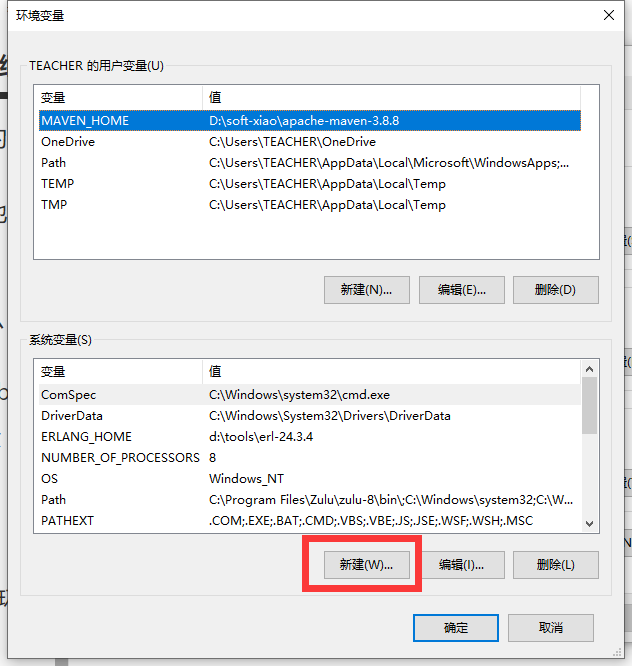 环境变量
TEACHER 的用户变量(U)
变量 值
MAVEN_HOME D:\soft-xiao\apache-maven-3.8.8
OneDrive C:\Users\TEACHER\OneDrive
Path C:\Users\TEACHER\AppData\Local\Microsoft\WindowsApps;...
TEMP C:\Users\TEACHER\AppData\Local\Temp
TMP C:\Users\TEACHER\AppData\Local\Temp
新建(N)... 编辑(E)... 删除(D)
系统变量(S)
变量 值
ComSpec C:\Windows\system32\cmd.exe
DriverData C:\Windows\System32\Drivers\DriverData
ERLANG_HOME d:\tools\erl-24.3.4
NUMBER_OF_PROCESSORS 8
OS Windows_NT
Path C:\Program Files\Zulu\zulu-8\bin\;C:\Windows\system32;C:\W...
PATHEXT .COM;.EXE;.BAT;.CMD;.VBS;.VBE;.JS;.JSE;.WSF;.WSH;.MSC
新建(W)... 编辑(I)... 删除(L)
确定 取消